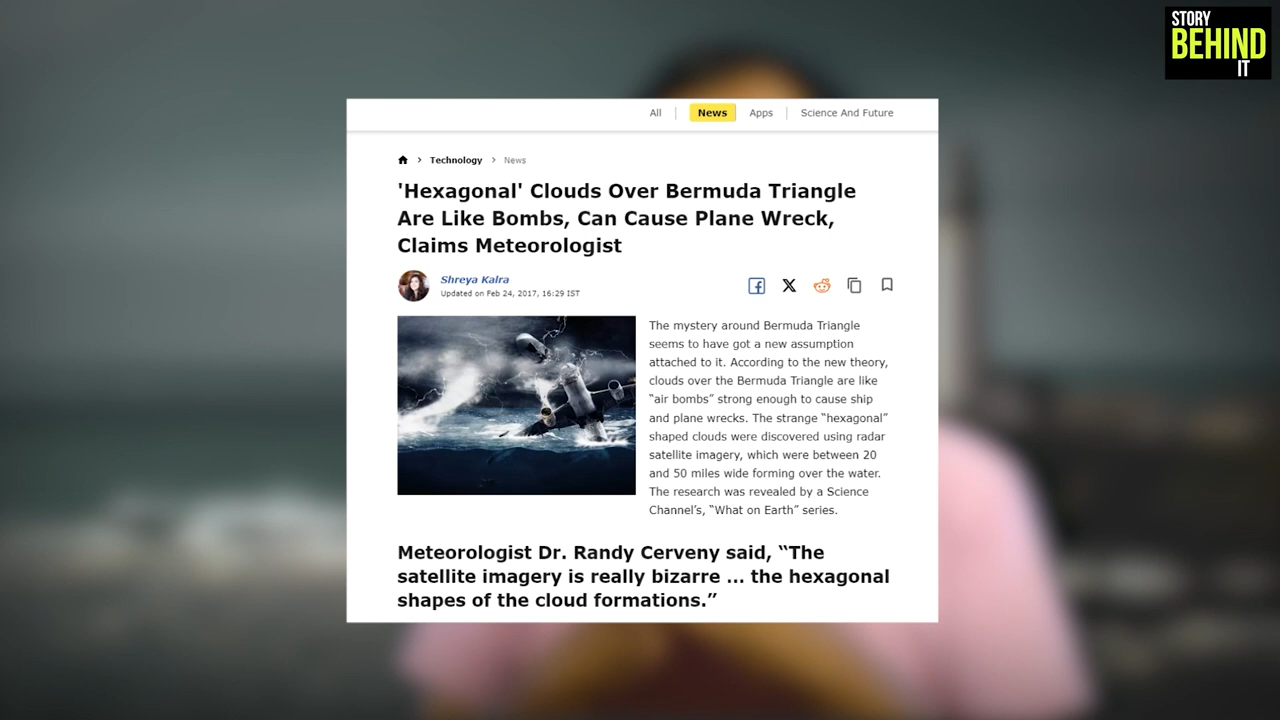 STORY
BEHIND
IT
All | News Apps | Science And Future
Technology > News
'Hexagonal' Clouds Over Bermuda Triangle
Are Like Bombs, Can Cause Plane Wreck,
Claims Meteorologist
Shreya Kalra
Updated on Feb 24, 2017, 16:29 IST
The mystery around Bermuda Triangle
seems to have got a new assumption
attached to it. According to the new theory,
clouds over the Bermuda Triangle are like
“air bombs” strong enough to cause ship
and plane wrecks. The strange “hexagonal”
shaped clouds were discovered using radar
satellite imagery, which were between 20
and 50 miles wide forming over the water.
The research was revealed by a Science
Channel’s, “What on Earth” series.
Meteorologist Dr. Randy Cerveny said, “The
satellite imagery is really bizarre ... the hexagonal
shapes of the cloud formations.”